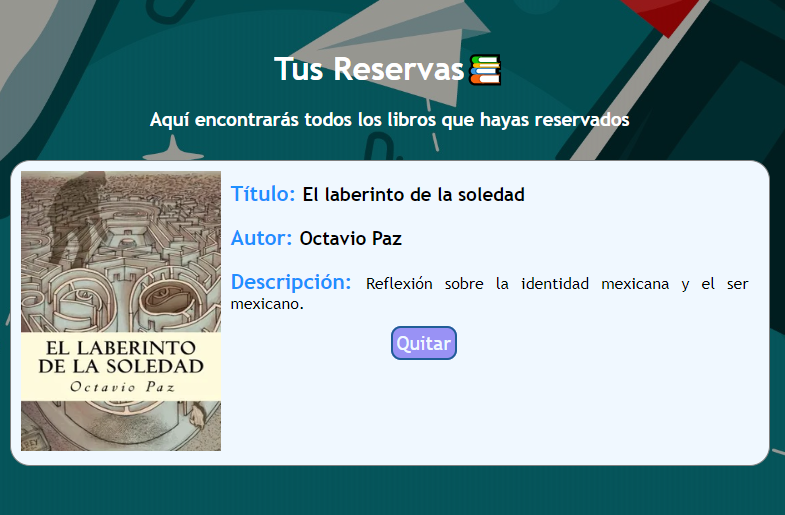 Tus Reservas
Aquí encontrarás todos los libros que hayas reservados
EL LABERINTO
DE LA SOLEDAD
Octavio Paz
Título: El laberinto de la soledad
Autor: Octavio Paz
Descripción: Reflexión sobre la identidad mexicana y el ser
mexicano.
Quitar